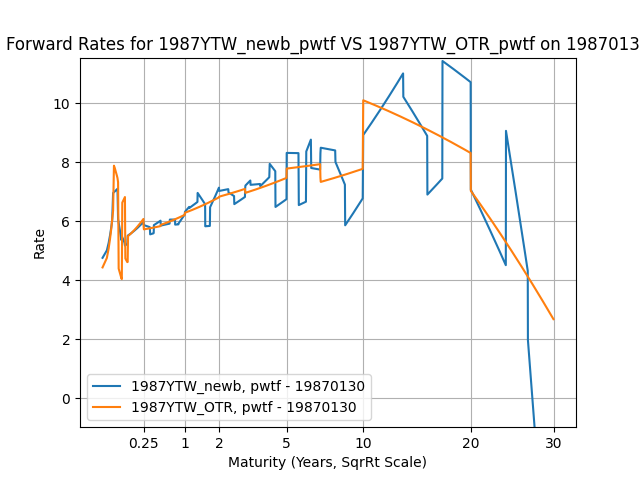 Forward Rates for 1987YTW_newb_pwtf VS 1987YTW_OTR_pwtf on 1987013
10
8
6
4
2
0
Rate
0.25 1 2 5 10 20 30
Maturity (Years, SqrRt Scale)
1987YTW_newb, pwtf - 19870130
1987YTW_OTR, pwtf - 19870130